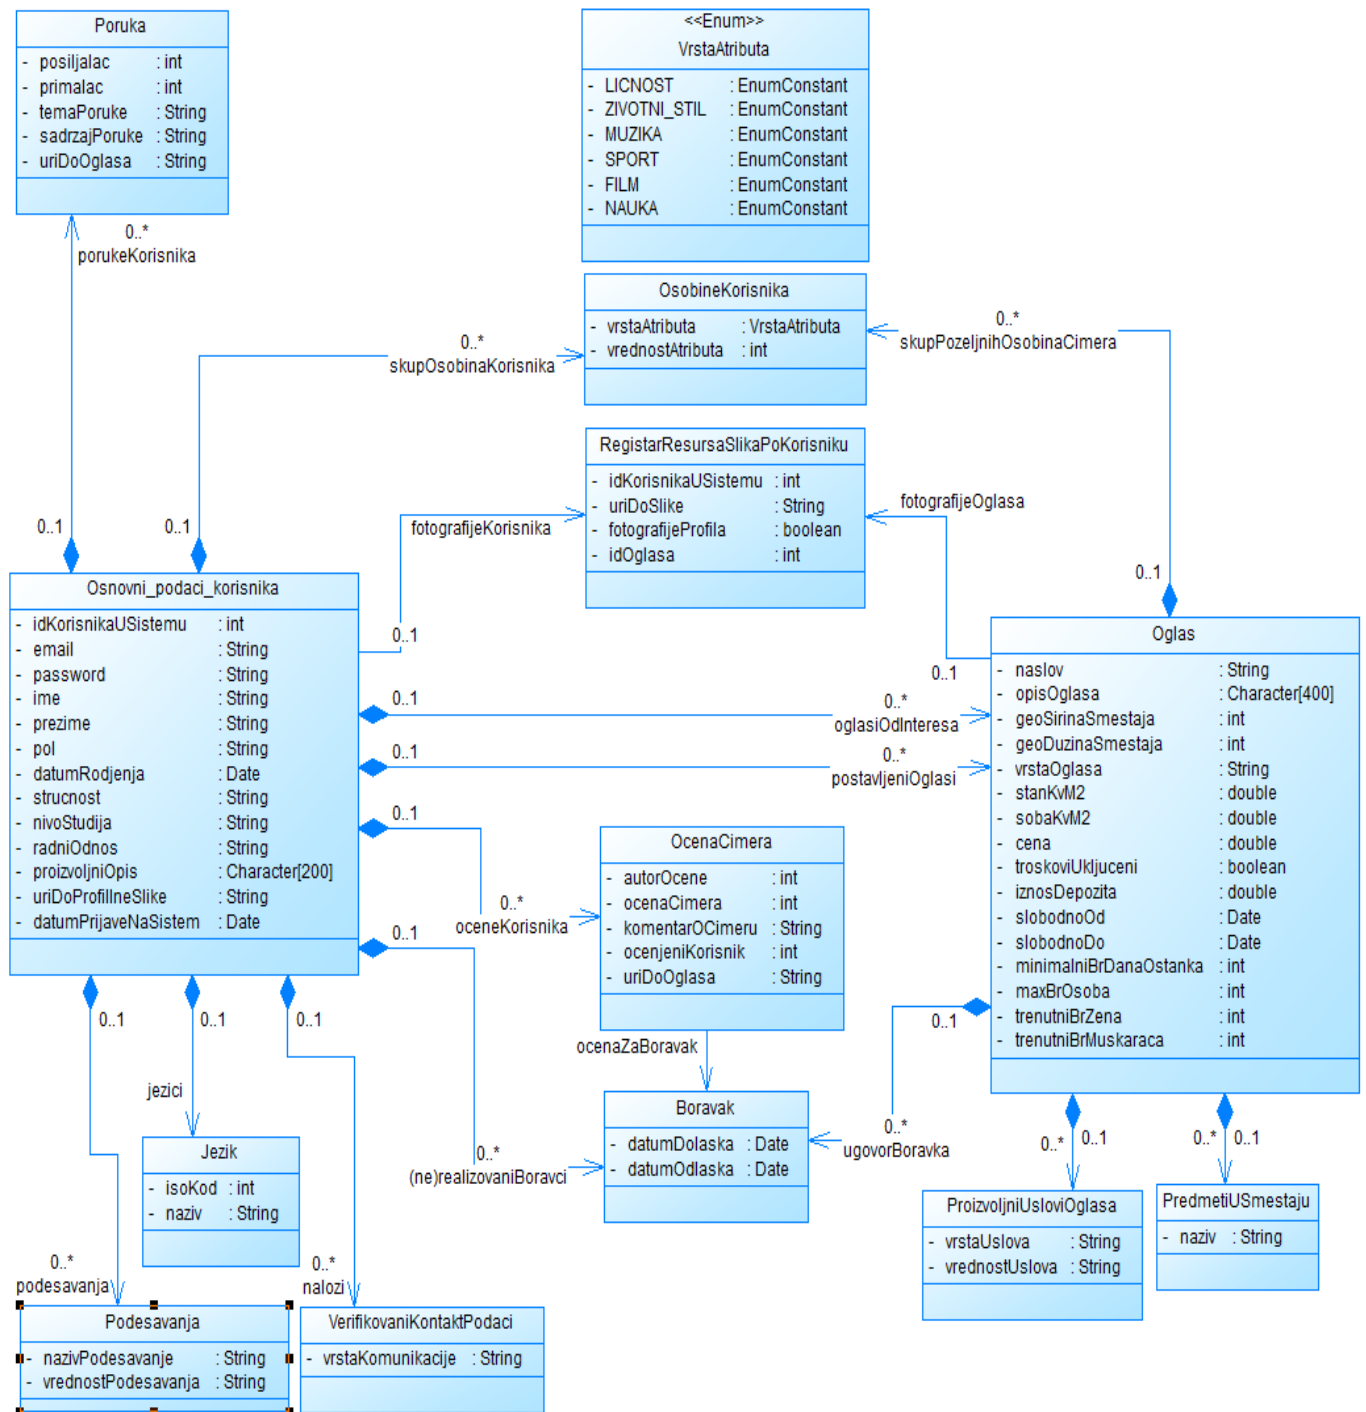 Poruka
- posiljalac : int
- primalac : int
- temaPoruke : String
- sadrzajPoruke : String
- uriDoOglasa : String
<<Enum>>
VrstaAtributa
- LICNOST : EnumConstant
- ZIVOTNI_STIL : EnumConstant
- MUZIKA : EnumConstant
- SPORT : EnumConstant
- FILM : EnumConstant
- NAUKA : EnumConstant
0..*
porukeKorisnika
OsobineKorisnika
- vrstaAtributa : VrstaAtributa
- vrednostAtributa : int
0..*
skupOsobinaKorisnika
0..*
skupPozeljnihOsobinaCimera
RegistarResursaSlikaPoKorisniku
- idKorisnikaUSistemu : int
- uriDoSlike : String
- fotografijeProfila : boolean
- idOglasa : int
fotografijeKorisnika
fotografijeOglasa
0..1
0..1
0..1
Osnovni_podaci_korisnika
- idKorisnikaUSistemu : int
- email : String
- password : String
- ime : String
- prezime : String
- pol : String
- datumRodjenja : Date
- strucnost : String
- nivoStudija : String
- radniOdnos : String
- proizvoljniOpis : Character[200]
- uriDoProfilneSlike : String
- datumPrijaveNaSistem : Date
0..1
0..1
0..1
0..1
0..1
0..1
0..*
oglasiOdInteresa
0..*
postavljeniOglasi
Oglas
- naslov : String
- opisOglasa : Character[400]
- geoSirinaSmestaja : int
- geoDuzinaSmestaja : int
- vrstaOglasa : String
- stanKvM2 : double
- sobaKvM2 : double
- cena : double
- troskoviUkljuceni : boolean
- iznosDepozita : double
- slobodnoOd : Date
- slobodnoDo : Date
- minimalniBrDanaOstanka : int
- maxBrOsoba : int
- trenutniBrZena : int
- trenutniBrMuskaraca : int
OcenaCimera
- autorOcene : int
- ocenaCimera : int
- komentarOCimeru : String
- ocenjeniKorisnik : int
- uriDoOglasa : String
0..*
oceneKorisnika
0..1
0..1
0..1
0..1
ocenaZaBoravak
Boravak
- datumDolaska : Date
- datumOdlaska : Date
0..*
(ne)realizovaniBoravci
0..*
ugovorBoravka
jezici
Jezik
- isoKod : int
- naziv : String
0..* 0..1
0..* 0..1
ProizvoljniUsloviOglasa
- vrstaUslova : String
- vrednostUslova : String
PredmetiUSmestaju
- naziv : String
0..*
podesavanja
0..*
nalozi
Podesavanja
- nazivPodesavanje : String
- vrednostPodesavanja : String
VerifikovaniKontaktPodaci
- vrstaKomunikacije : String